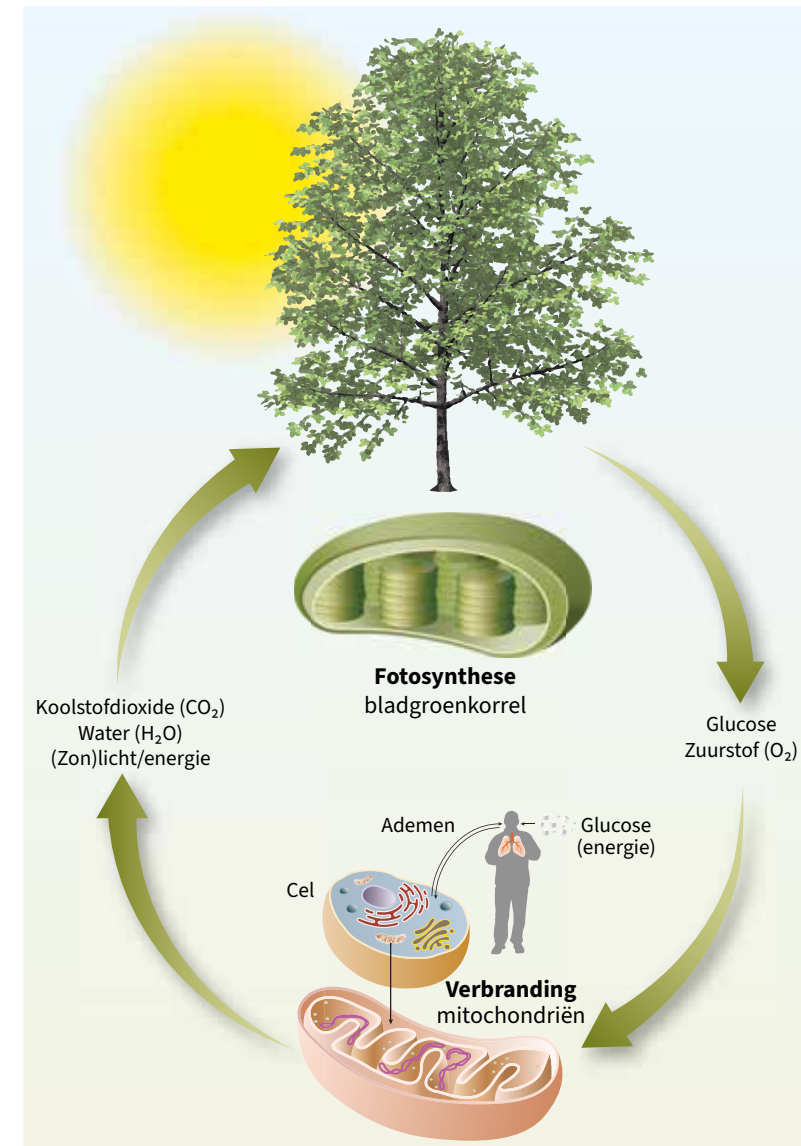 Fotosynthese
bladgroenkorrel
Koolstofdioxide (CO₂)
Water (H₂O)
(Zon)licht/energie
Glucose
Zuurstof (O₂)
Ademen
Glucose
(energie)
Cel
Verbranding
mitochondriën